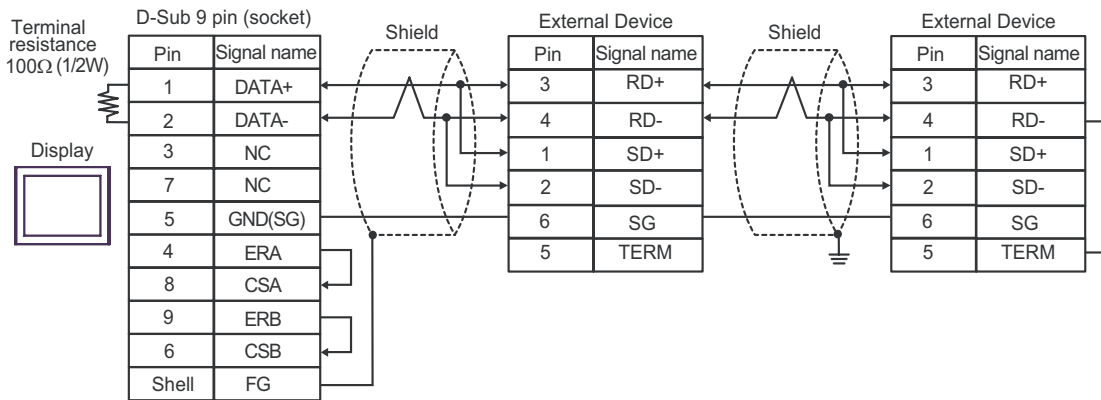 Terminal
resistance
100Ω (1/2W)
Display
D-Sub 9 pin (socket)
Pin Signal name
1 DATA+
2 DATA-
3 NC
7 NC
5 GND(SG)
4 ERA
8 CSA
9 ERB
6 CSB
Shell FG
Shield
External Device
Pin Signal name
3 RD+
4 RD-
1 SD+
2 SD-
6 SG
5 TERM
Shield
External Device
Pin Signal name
3 RD+
4 RD-
1 SD+
2 SD-
6 SG
5 TERM